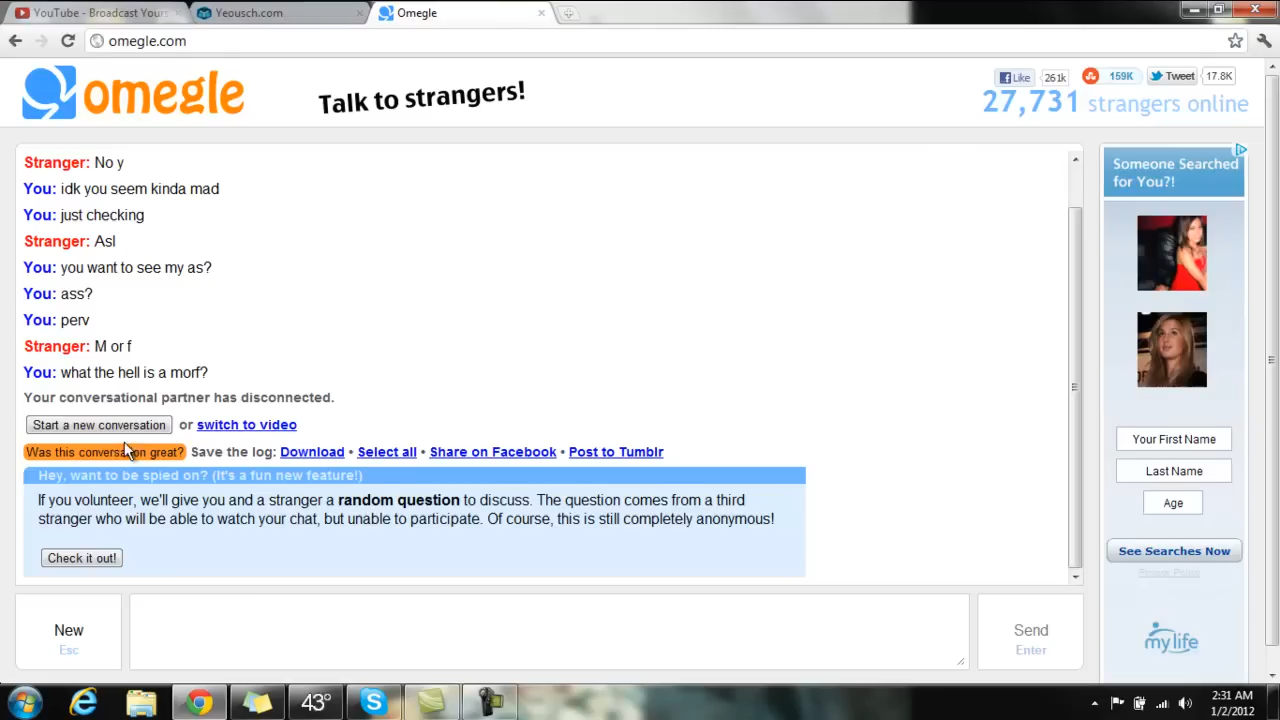 YouTube - Broadcast Yours
Yeousch.com
Omegle
omegle.com
omegle
Talk to strangers!
Like 261k
159K
Tweet 17.8K
27,731 strangers online
Stranger: No y
You: idk you seem kinda mad
You: just checking
Stranger: Asl
You: you want to see my as?
You: ass?
You: perv
Stranger: M or f
You: what the hell is a morf?
Your conversational partner has disconnected.
Start a new conversation or switch to video
Was this conversation great? Save the log: Download • Select all • Share on Facebook • Post to Tumblr
Hey, want to be spied on? (It's a fun new feature!)
If you volunteer, we'll give you and a stranger a random question to discuss. The question comes from a third
stranger who will be able to watch your chat, but unable to participate. Of course, this is still completely anonymous!
Check it out!
New
Esc
Send
Enter
Someone Searched
for You?!
Your First Name
Last Name
Age
See Searches Now
Privacy Policy
mylife
43°
2:31 AM
1/2/2012